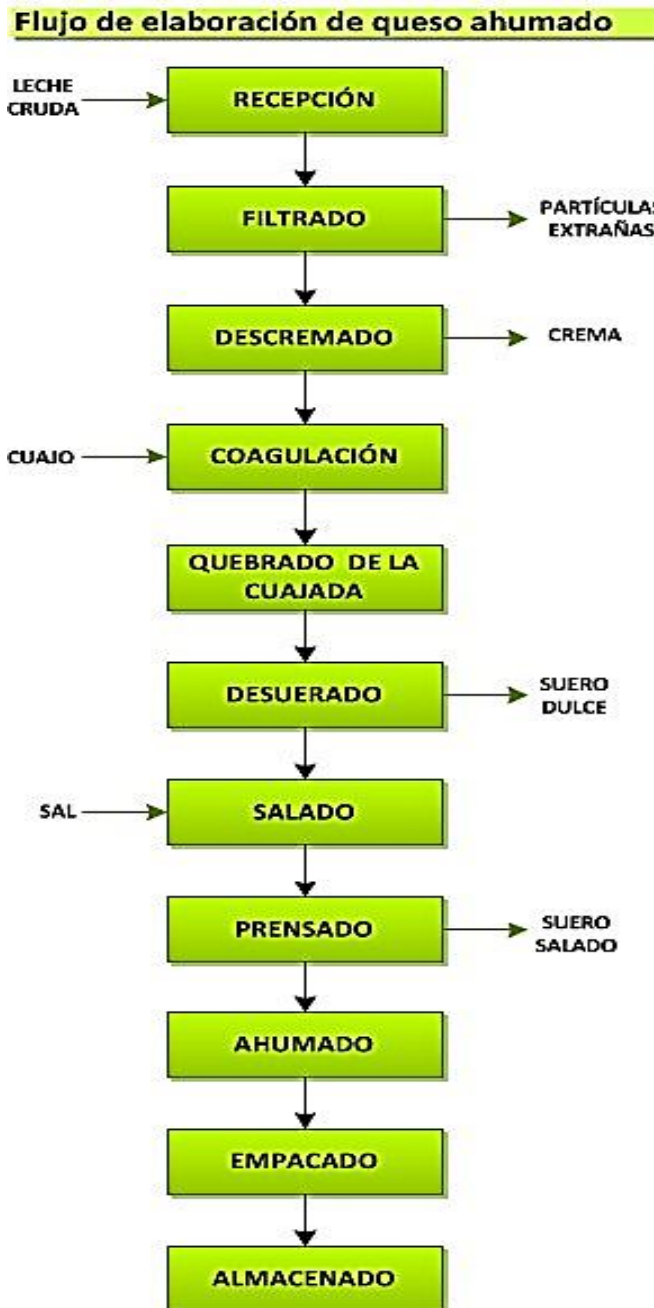 Flujo de elaboración de queso ahumado
LECHE
CRUDA
RECEPCIÓN
FILTRADO
PARTÍCULAS
EXTRAÑAS
DESCREMADO
CREMA
CUAJO
COAGULACIÓN
QUEBRADO DE LA
CUAJADA
DESUERADO
SUERO
DULCE
SAL
SALADO
PRENSADO
SUERO
SALADO
AHUMADO
EMPACADO
ALMACENADO